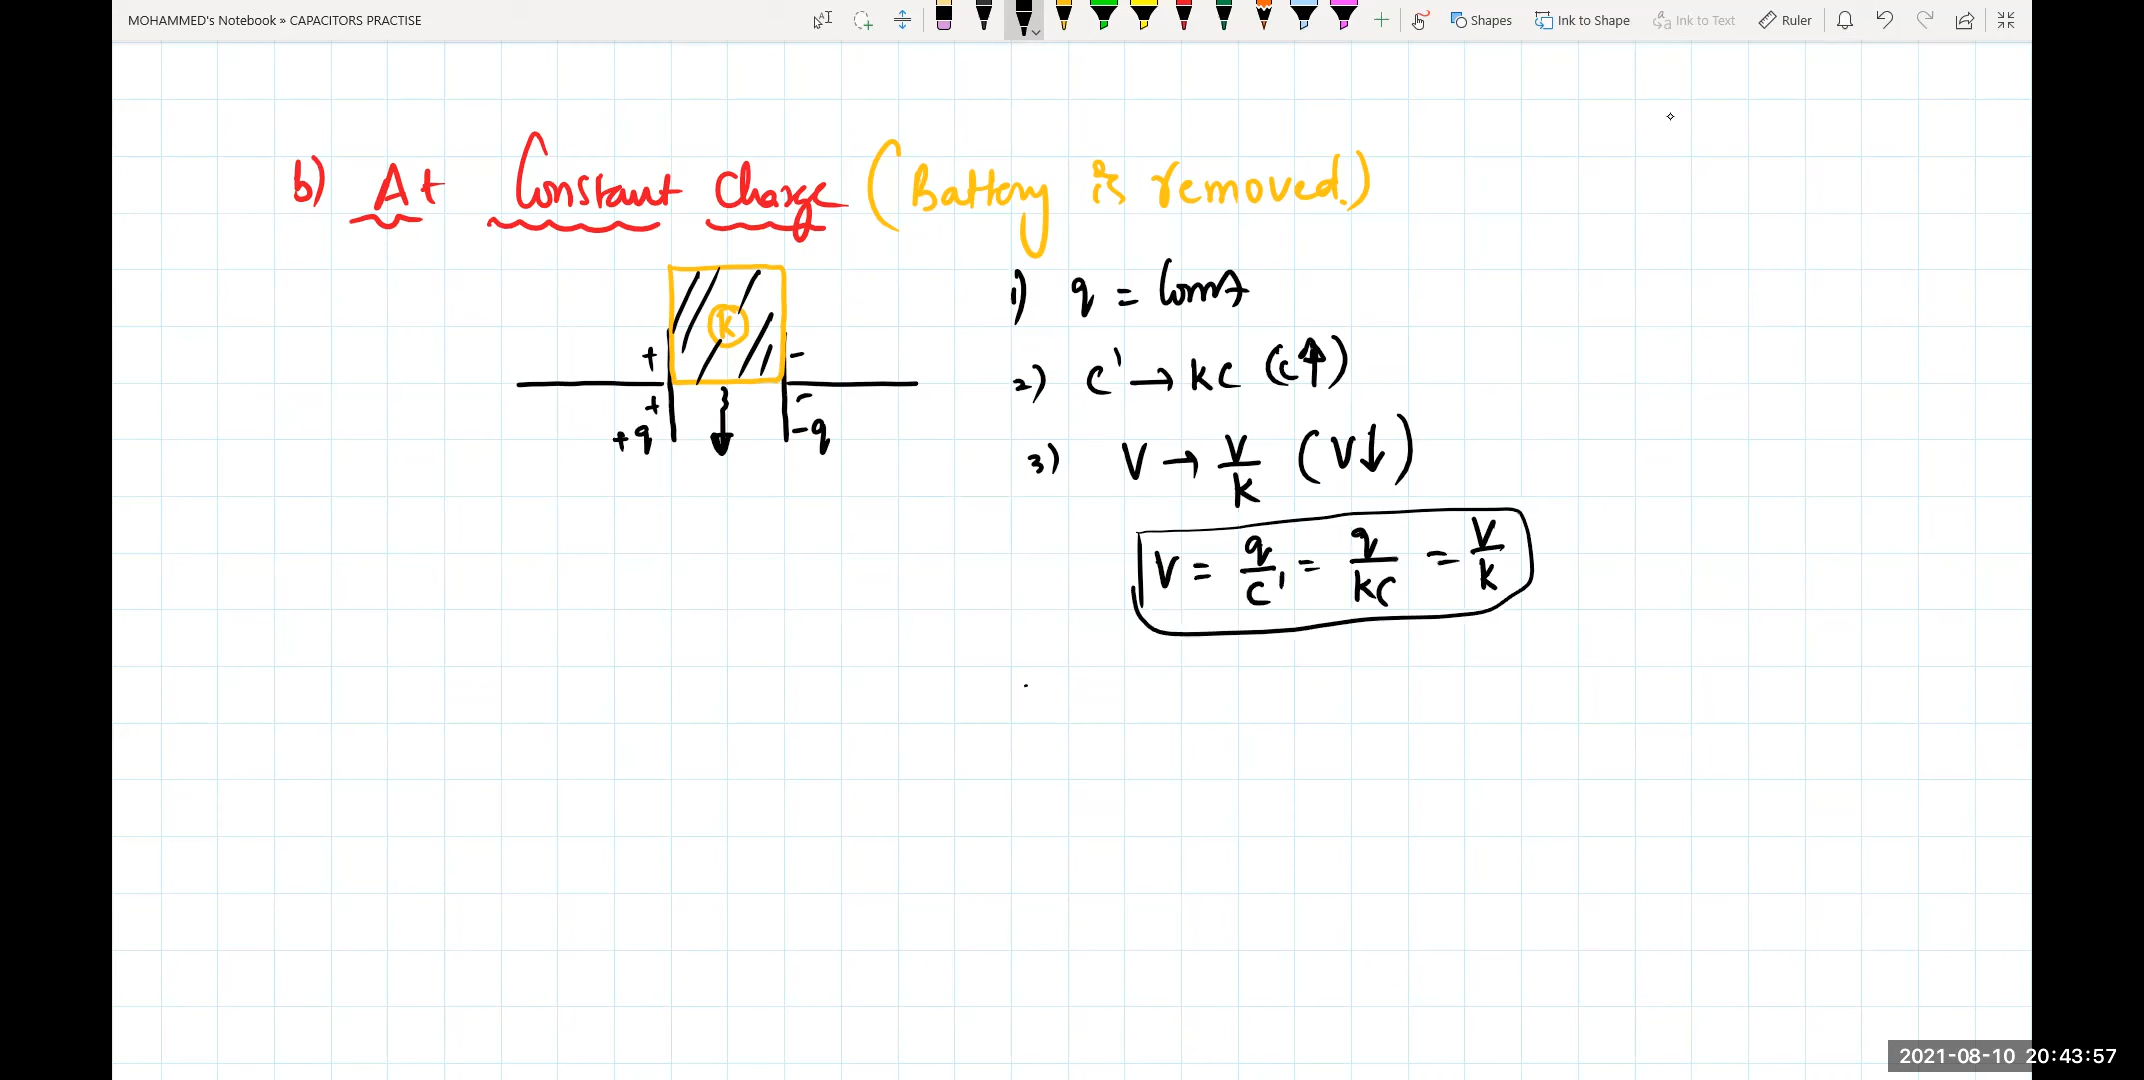 MOHAMMED's Notebook » CAPACITORS PRACTISE
Shapes Ink to Shape Ink to Text Ruler
b) At Constant Charge (Battery is removed.)
1) q = Const
K
+ -
2) C' → KC (C↑)
+ -
+q -q
3) V → V/K (V↓)
V = q/C' = q/KC = V/K
2021-08-10 20:43:57